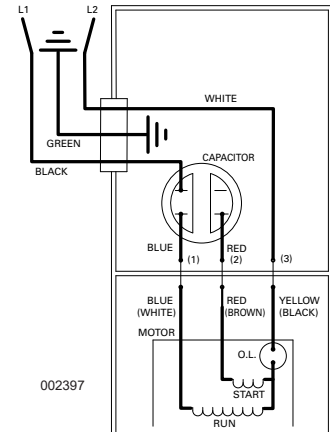 L1
L2
WHITE
GREEN
BLACK
CAPACITOR
BLUE
(1)
RED
(2)
(3)
BLUE
(WHITE)
RED
(BROWN)
YELLOW
(BLACK)
MOTOR
O.L.
START
RUN
002397